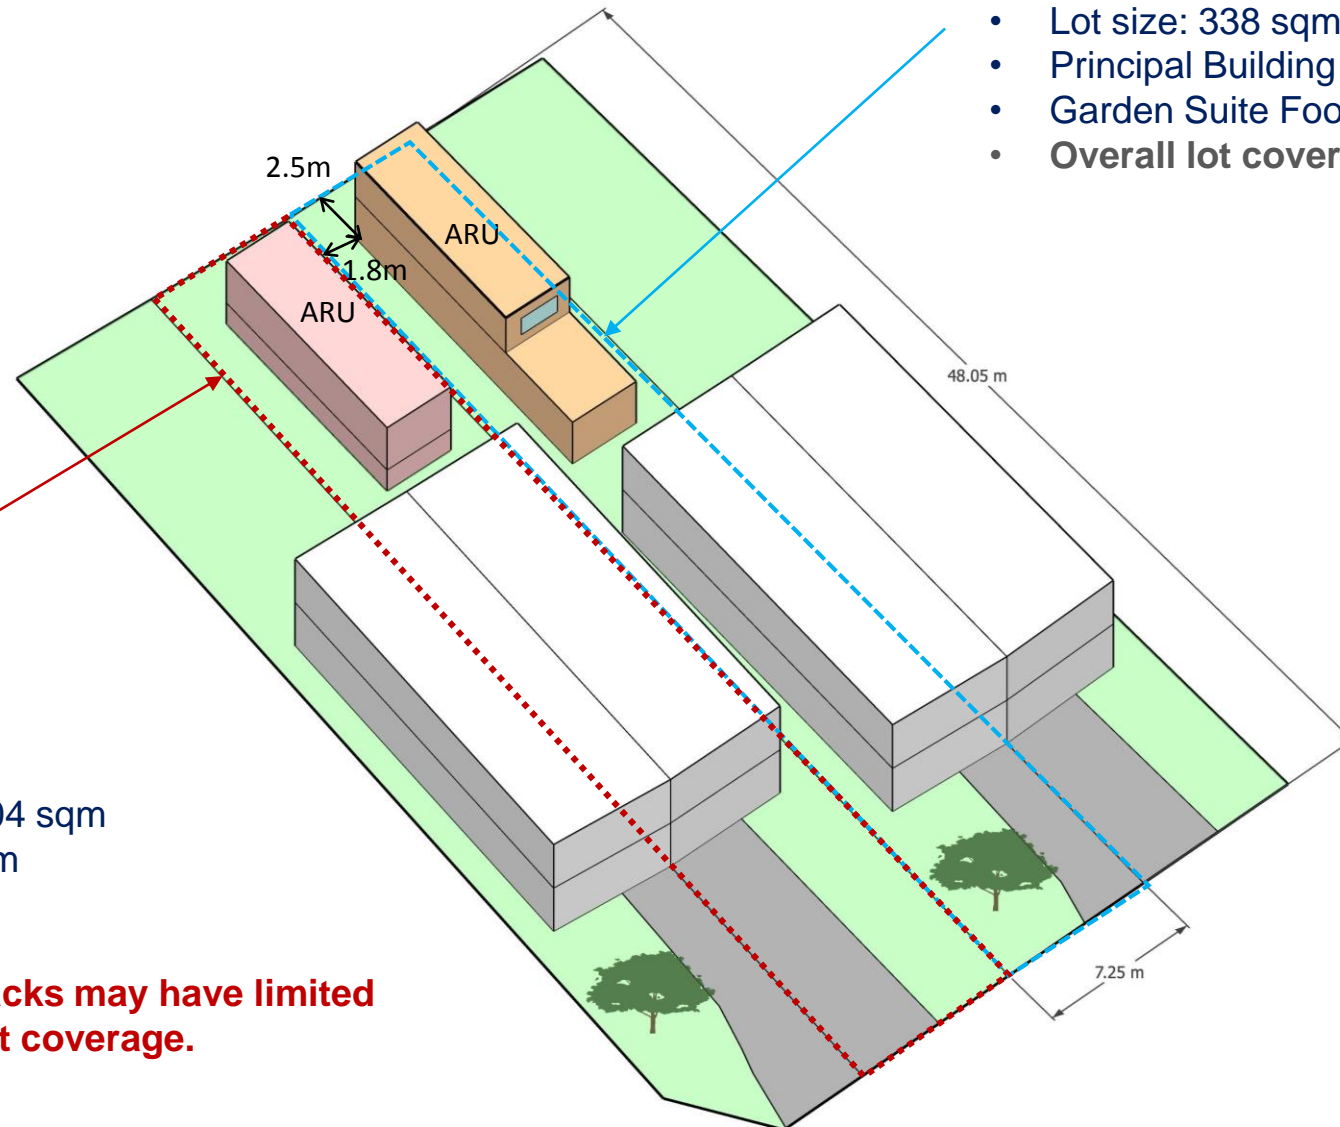 • Lot size: 338 sqm
• Principal Building
• Garden Suite Foo
• Overall lot cover
2.5m
ARU
1.8m
ARU
48.05 m
04 sqm
m
acks may have limited
t coverage.
7.25 m